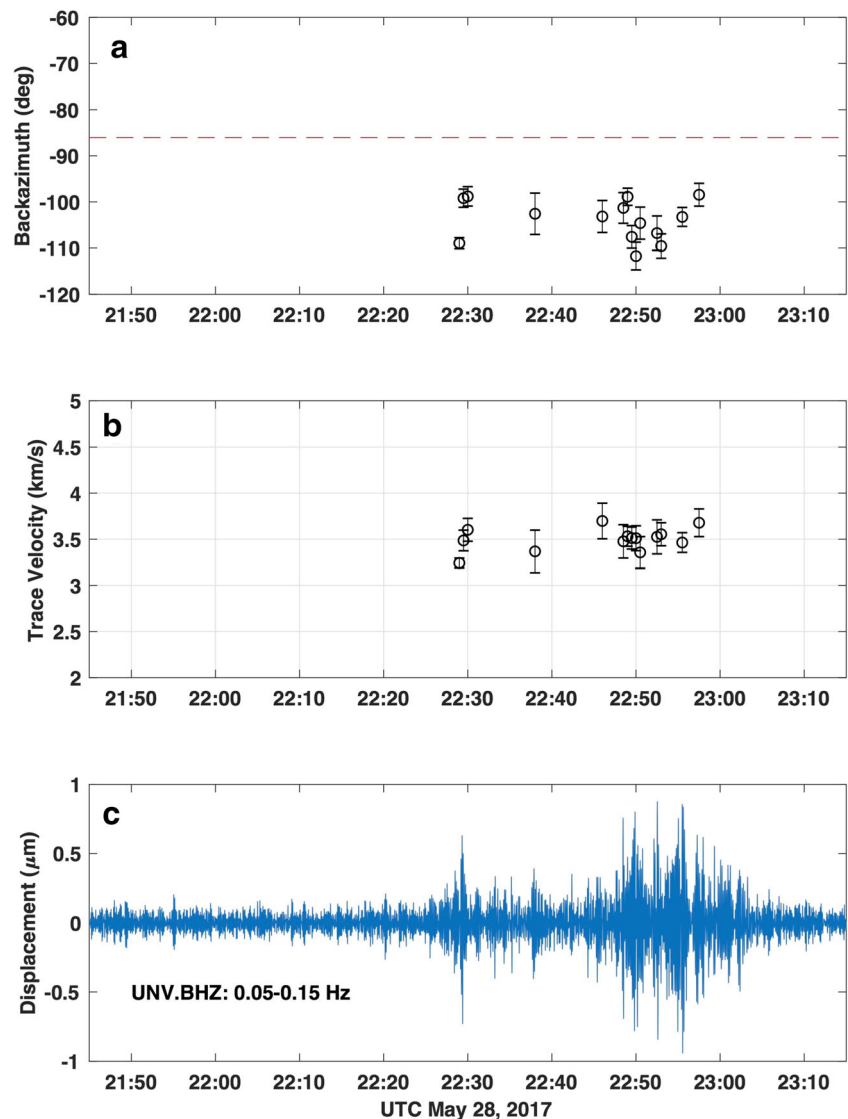 a
Backazimuth (deg)
-60
-70
-80
-90
-100
-110
-120
21:50 22:00 22:10 22:20 22:30 22:40 22:50 23:00 23:10
b
Trace Velocity (km/s)
5
4.5
4
3.5
3
2.5
2
21:50 22:00 22:10 22:20 22:30 22:40 22:50 23:00 23:10
c
Displacement (μm)
1
0.5
0
-0.5
-1
UNV.BHZ: 0.05-0.15 Hz
21:50 22:00 22:10 22:20 22:30 22:40 22:50 23:00 23:10
UTC May 28, 2017